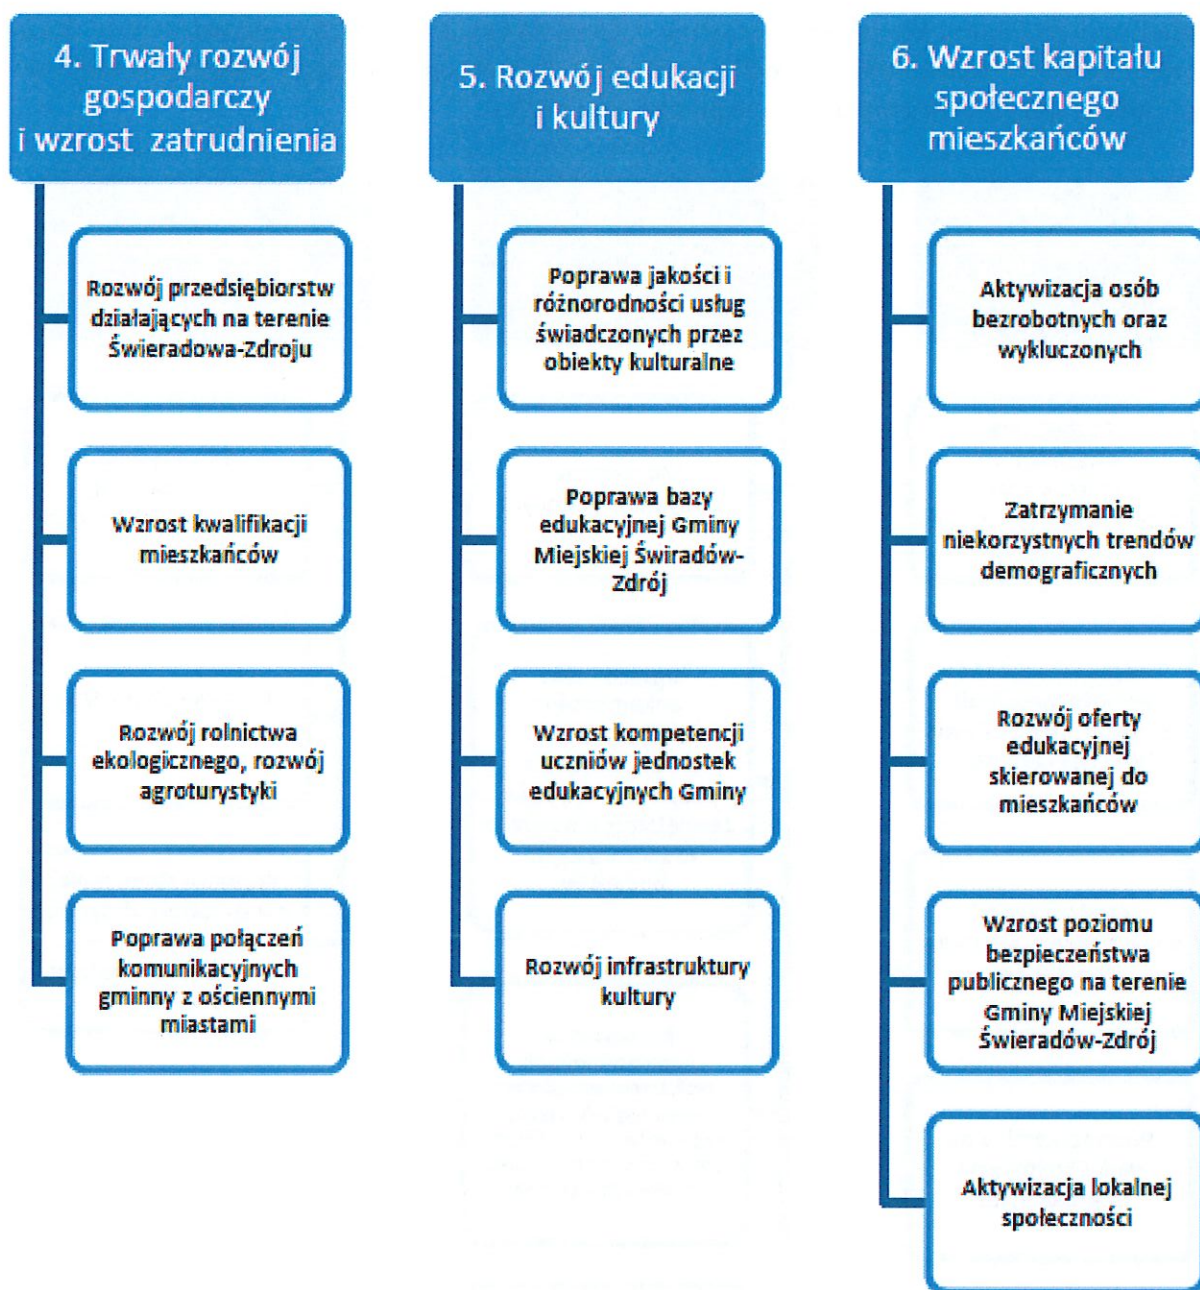 4. Trwały rozwój
gospodarczy
i wzrost zatrudnienia
Rozwój przedsiębiorstw
działających na terenie
Świeradowa-Zdroju
Wzrost kwalifikacji
mieszkańców
Rozwój rolnictwa
ekologicznego, rozwój
agroturystyki
Poprawa połączeń
komunikacyjnych
gminny z ościennymi
miastami
5. Rozwój edukacji
i kultury
Poprawa jakości i
różnorodności usług
świadczonych przez
obiekty kulturalne
Poprawa bazy
edukacyjnej Gminy
Miejskiej Świradów-
Zdrój
Wzrost kompetencji
uczniów jednostek
edukacyjnych Gminy
Rozwój infrastruktury
kultury
6. Wzrost kapitału
społecznego
mieszkańców
Aktywizacja osób
bezrobotnych oraz
wykluczonych
Zatrzymanie
niekorzystnych trendów
demograficznych
Rozwój oferty
edukacyjnej
skierowanej do
mieszkańców
Wzrost poziomu
bezpieczeństwa
publicznego na terenie
Gminy Miejskiej
Świeradów-Zdrój
Aktywizacja lokalnej
społeczności